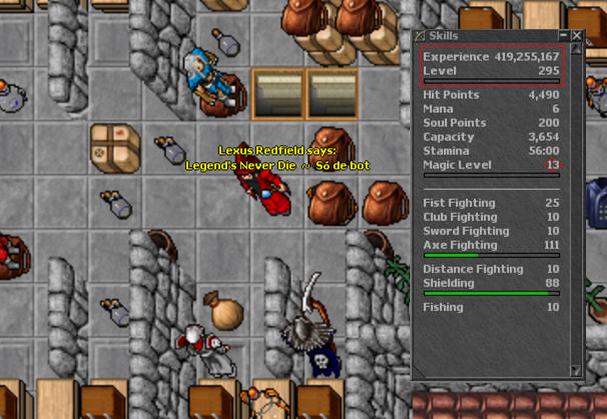 Skills
Experience 419,255,167
Level 295
Hit Points 4,490
Mana 6
Soul Points 200
Capacity 3,654
Stamina 56:00
Magic Level 13
Fist Fighting 25
Club Fighting 10
Sword Fighting 10
Axe Fighting 111
Distance Fighting 10
Shielding 88
Fishing 10
Lexus Redfield says:
Legend's Never Die ~ Só de bot